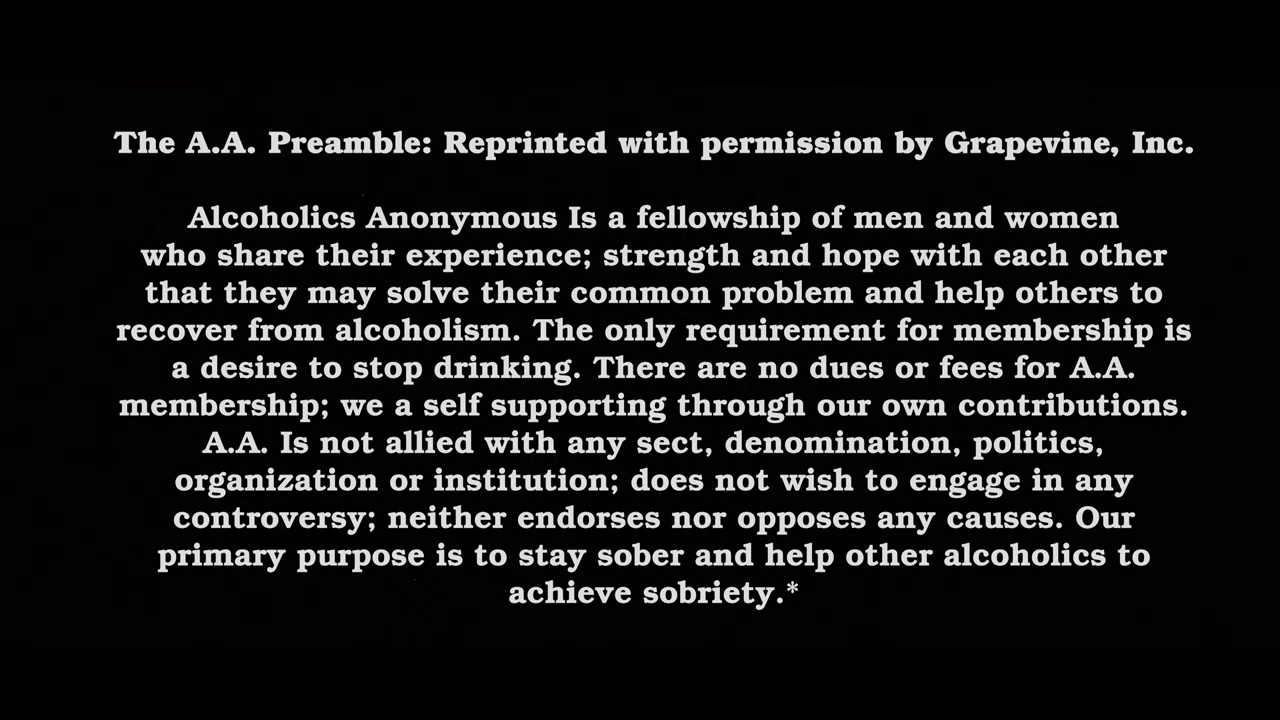 The A.A. Preamble: Reprinted with permission by Grapevine, Inc.
Alcoholics Anonymous Is a fellowship of men and women
who share their experience; strength and hope with each other
that they may solve their common problem and help others to
recover from alcoholism. The only requirement for membership is
a desire to stop drinking. There are no dues or fees for A.A.
membership; we a self supporting through our own contributions.
A.A. Is not allied with any sect, denomination, politics,
organization or institution; does not wish to engage in any
controversy; neither endorses nor opposes any causes. Our
primary purpose is to stay sober and help other alcoholics to
achieve sobriety.*